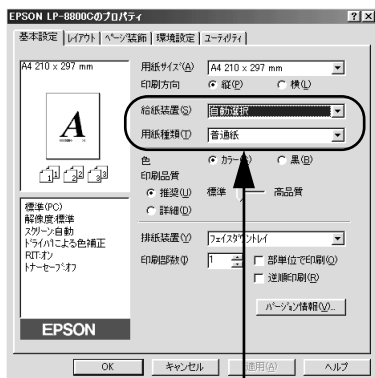 EPSON LP-8800Cのプロパティ
基本設定 レイアウト ページ装飾 環境設定 ユーティリティ
A4 210 x 297 mm
用紙サイズ(Z) A4 210 x 297 mm
印刷方向 縦(P) 横(L)
給紙装置(S) 自動選択
用紙種類(T) 普通紙
A
1 2 3
色 カラー 黒(B)
印刷品質
推奨(U) 標準 高品質
詳細(D)
標準(PC)
解像度:標準
スクリーン:自動
ドライバによる色補正
RIT:オン
トナーセーブ:オフ
排紙装置(Y) フェイスダウントレイ
印刷部数(I) 1 部単位で印刷(O)
逆順印刷(R)
バージョン情報(V)...
EPSON
OK キャンセル 適用(A) ヘルプ